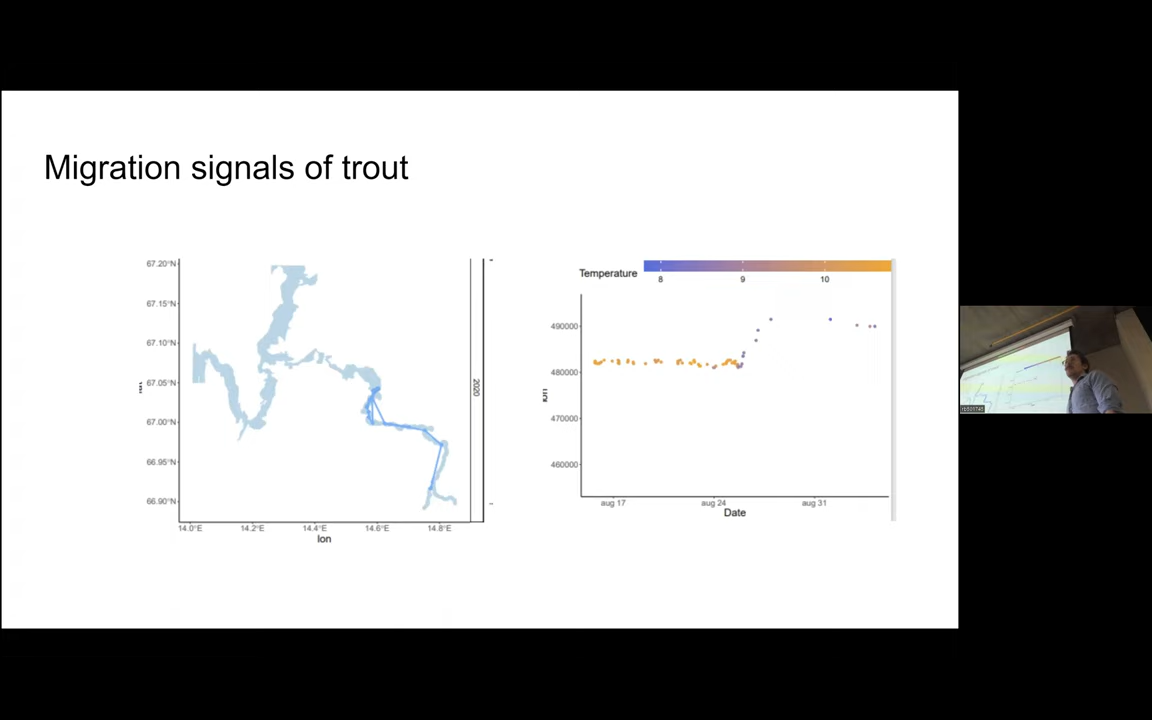 Migration signals of trout
67.20°N
67.15°N
67.10°N
67.05°N
67.00°N
66.95°N
66.90°N
14.0°E 14.2°E 14.4°E 14.6°E 14.8°E
lon
2020
Temperature
8 9 10
490000
480000
470000
460000
aug 17 aug 24 aug 31
Date